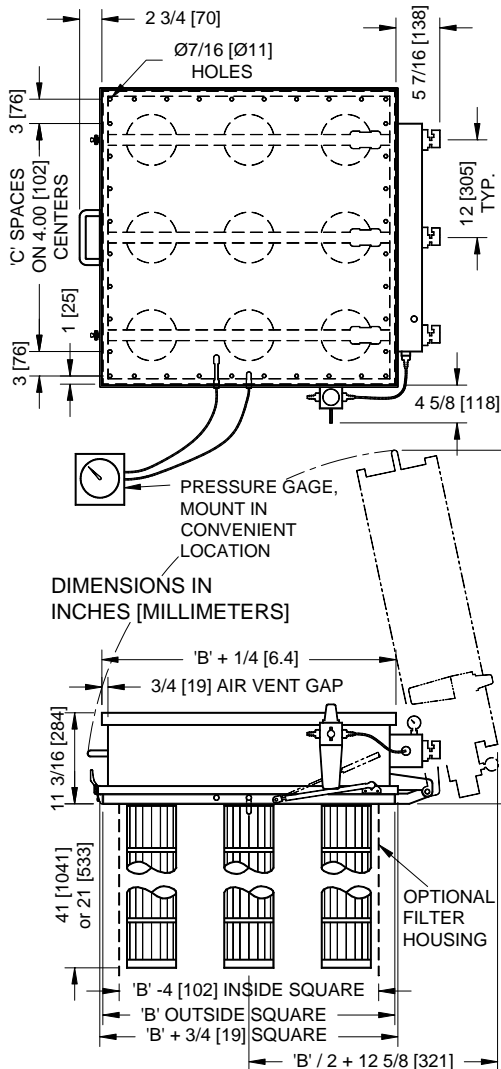 2 3/4 [70]
Ø7/16 [Ø11]
HOLES
5 7/16 [138]
3 [76]
'C' SPACES
ON 4.00 [102]
CENTERS
1 [25]
3 [76]
12 [305]
TYP.
4 5/8 [118]
PRESSURE GAGE,
MOUNT IN
CONVENIENT
LOCATION
DIMENSIONS IN
INCHES [MILLIMETERS]
'B' + 1/4 [6.4]
3/4 [19] AIR VENT GAP
11 3/16 [284]
41 [1041]
or 21 [533]
OPTIONAL
FILTER
HOUSING
'B' -4 [102] INSIDE SQUARE
'B' OUTSIDE SQUARE
'B' + 3/4 [19] SQUARE
'B' / 2 + 12 5/8 [321]